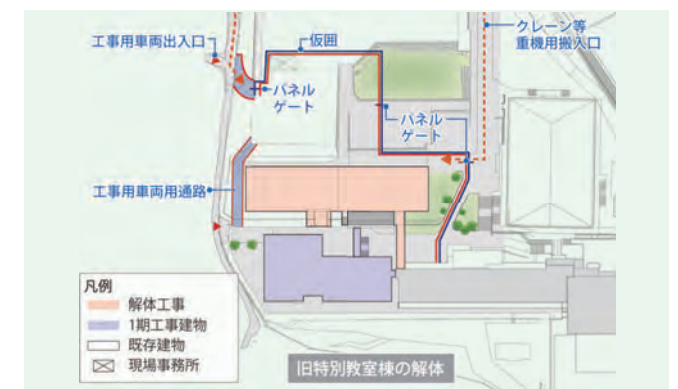 工事用車両出入口
仮囲
クレーン等
重機用搬入口
パネル
ゲート
パネル
ゲート
工事用車両用通路
凡例
解体工事
1期工事建物
既存建物
現場事務所
旧特別教室棟の解体